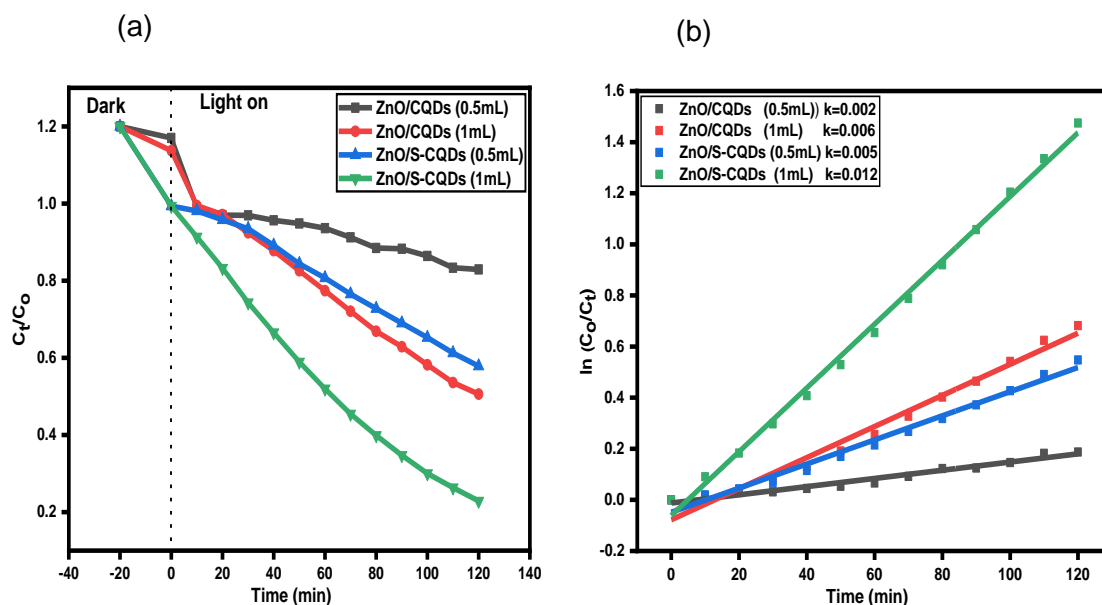 (a)
Dark
Light on
ZnO/CQDs (0.5mL)
ZnO/CQDs (1mL)
ZnO/S-CQDs (0.5mL)
ZnO/S-CQDs (1mL)
1.2
1.0
0.8
0.6
0.4
0.2
Ct/Co
-40 -20 0 20 40 60 80 100 120 140
Time (min)
(b)
ZnO/CQDs (0.5mL)) k=0.002
ZnO/CQDs (1mL) k=0.006
ZnO/S-CQDs (0.5mL) k=0.005
ZnO/S-CQDs (1mL) k=0.012
1.6
1.4
1.2
1.0
0.8
0.6
0.4
0.2
0.0
-0.2
ln (Co/Ct)
0 20 40 60 80 100 120
Time (min)